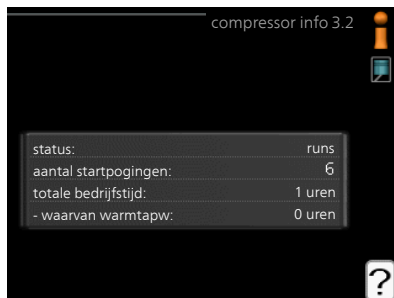 compressor info 3.2
status: runs
aantal startpogingen: 6
totale bedrijfstijd: 1 uren
- waarvan warmtapw: 0 uren
?